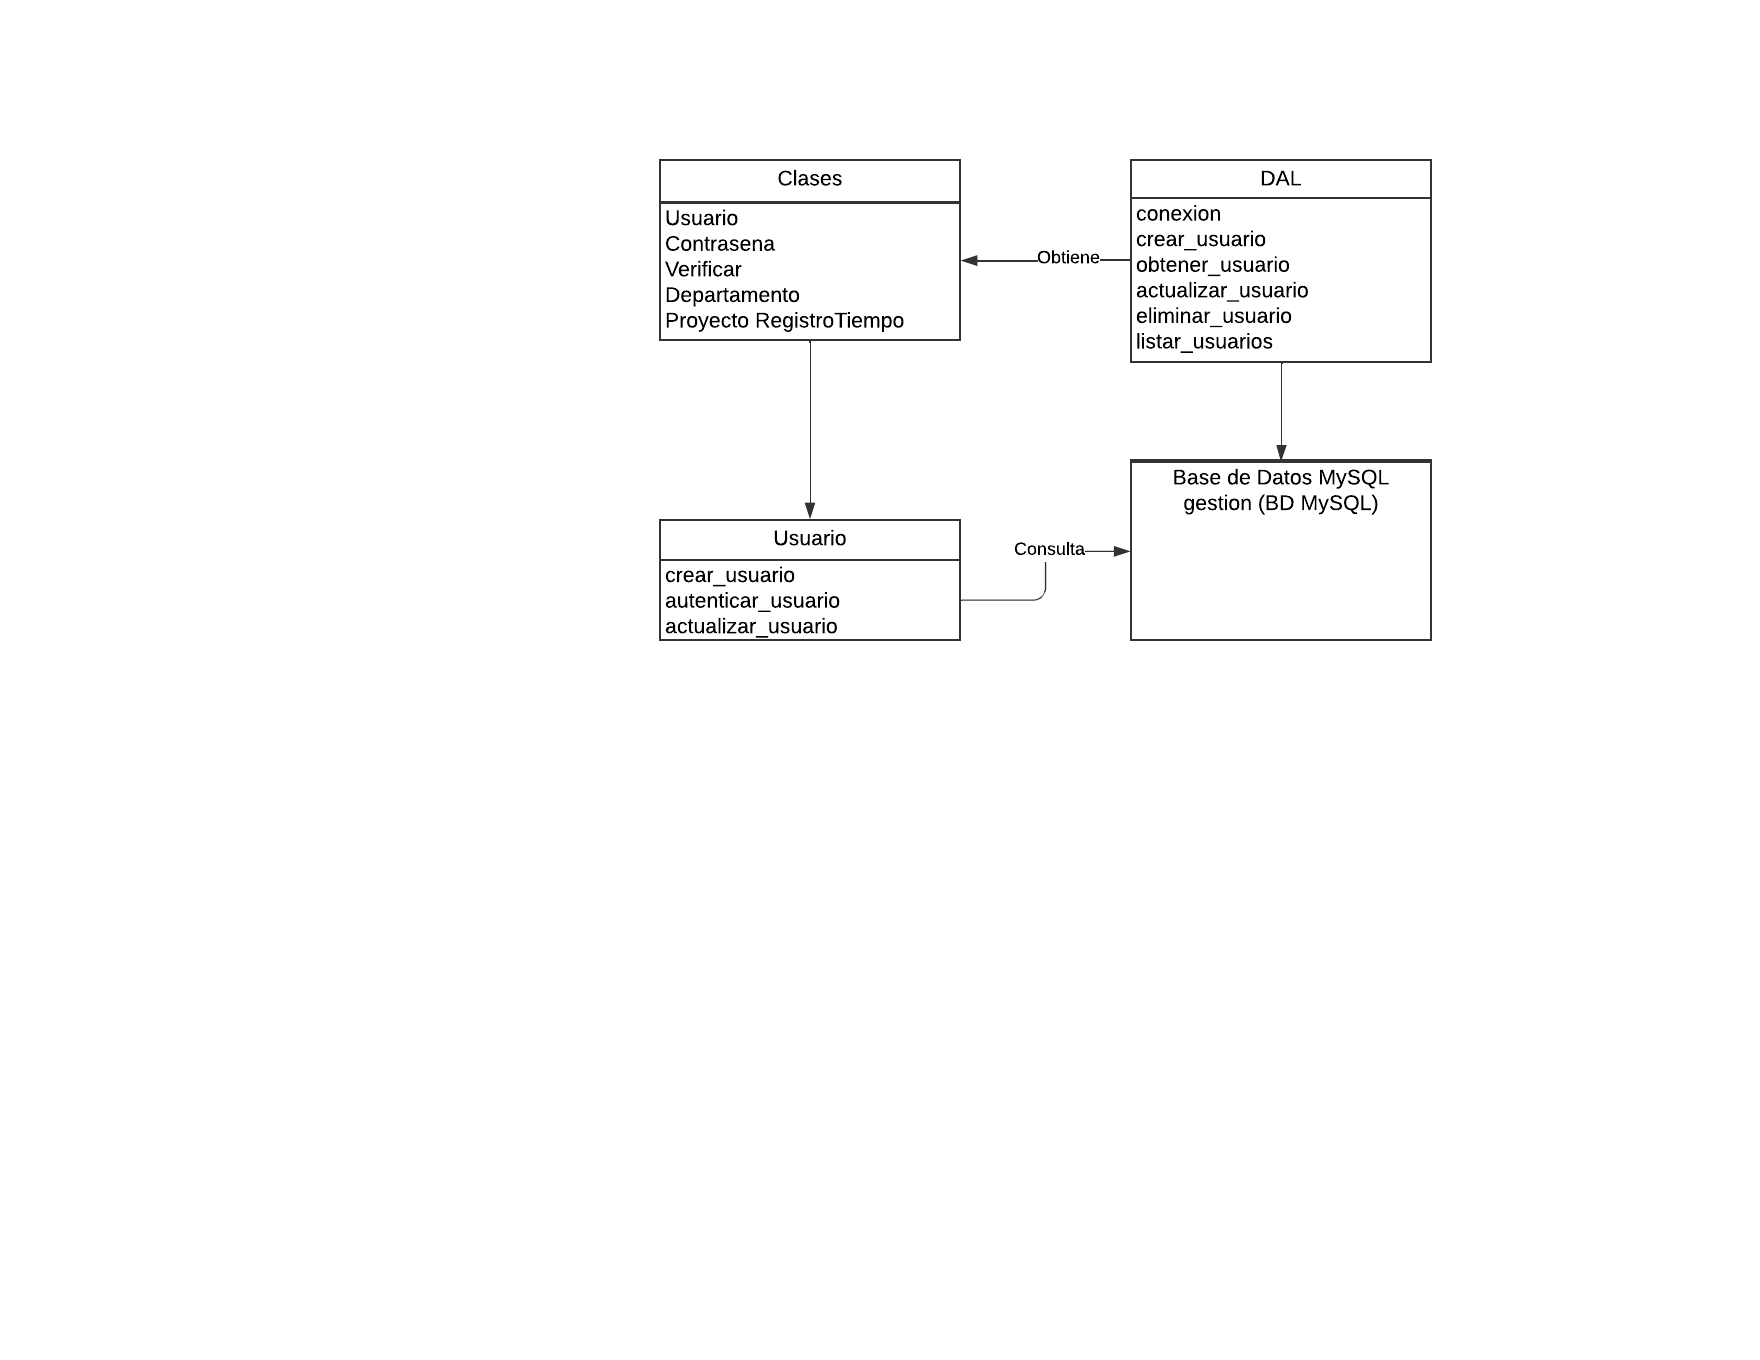 Clases
Usuario
Contrasena
Verificar
Departamento
Proyecto RegistroTiempo
Obtiene
DAL
conexion
crear_usuario
obtener_usuario
actualizar_usuario
eliminar_usuario
listar_usuarios
Usuario
crear_usuario
autenticar_usuario
actualizar_usuario
Consulta
Base de Datos MySQL
gestion (BD MySQL)